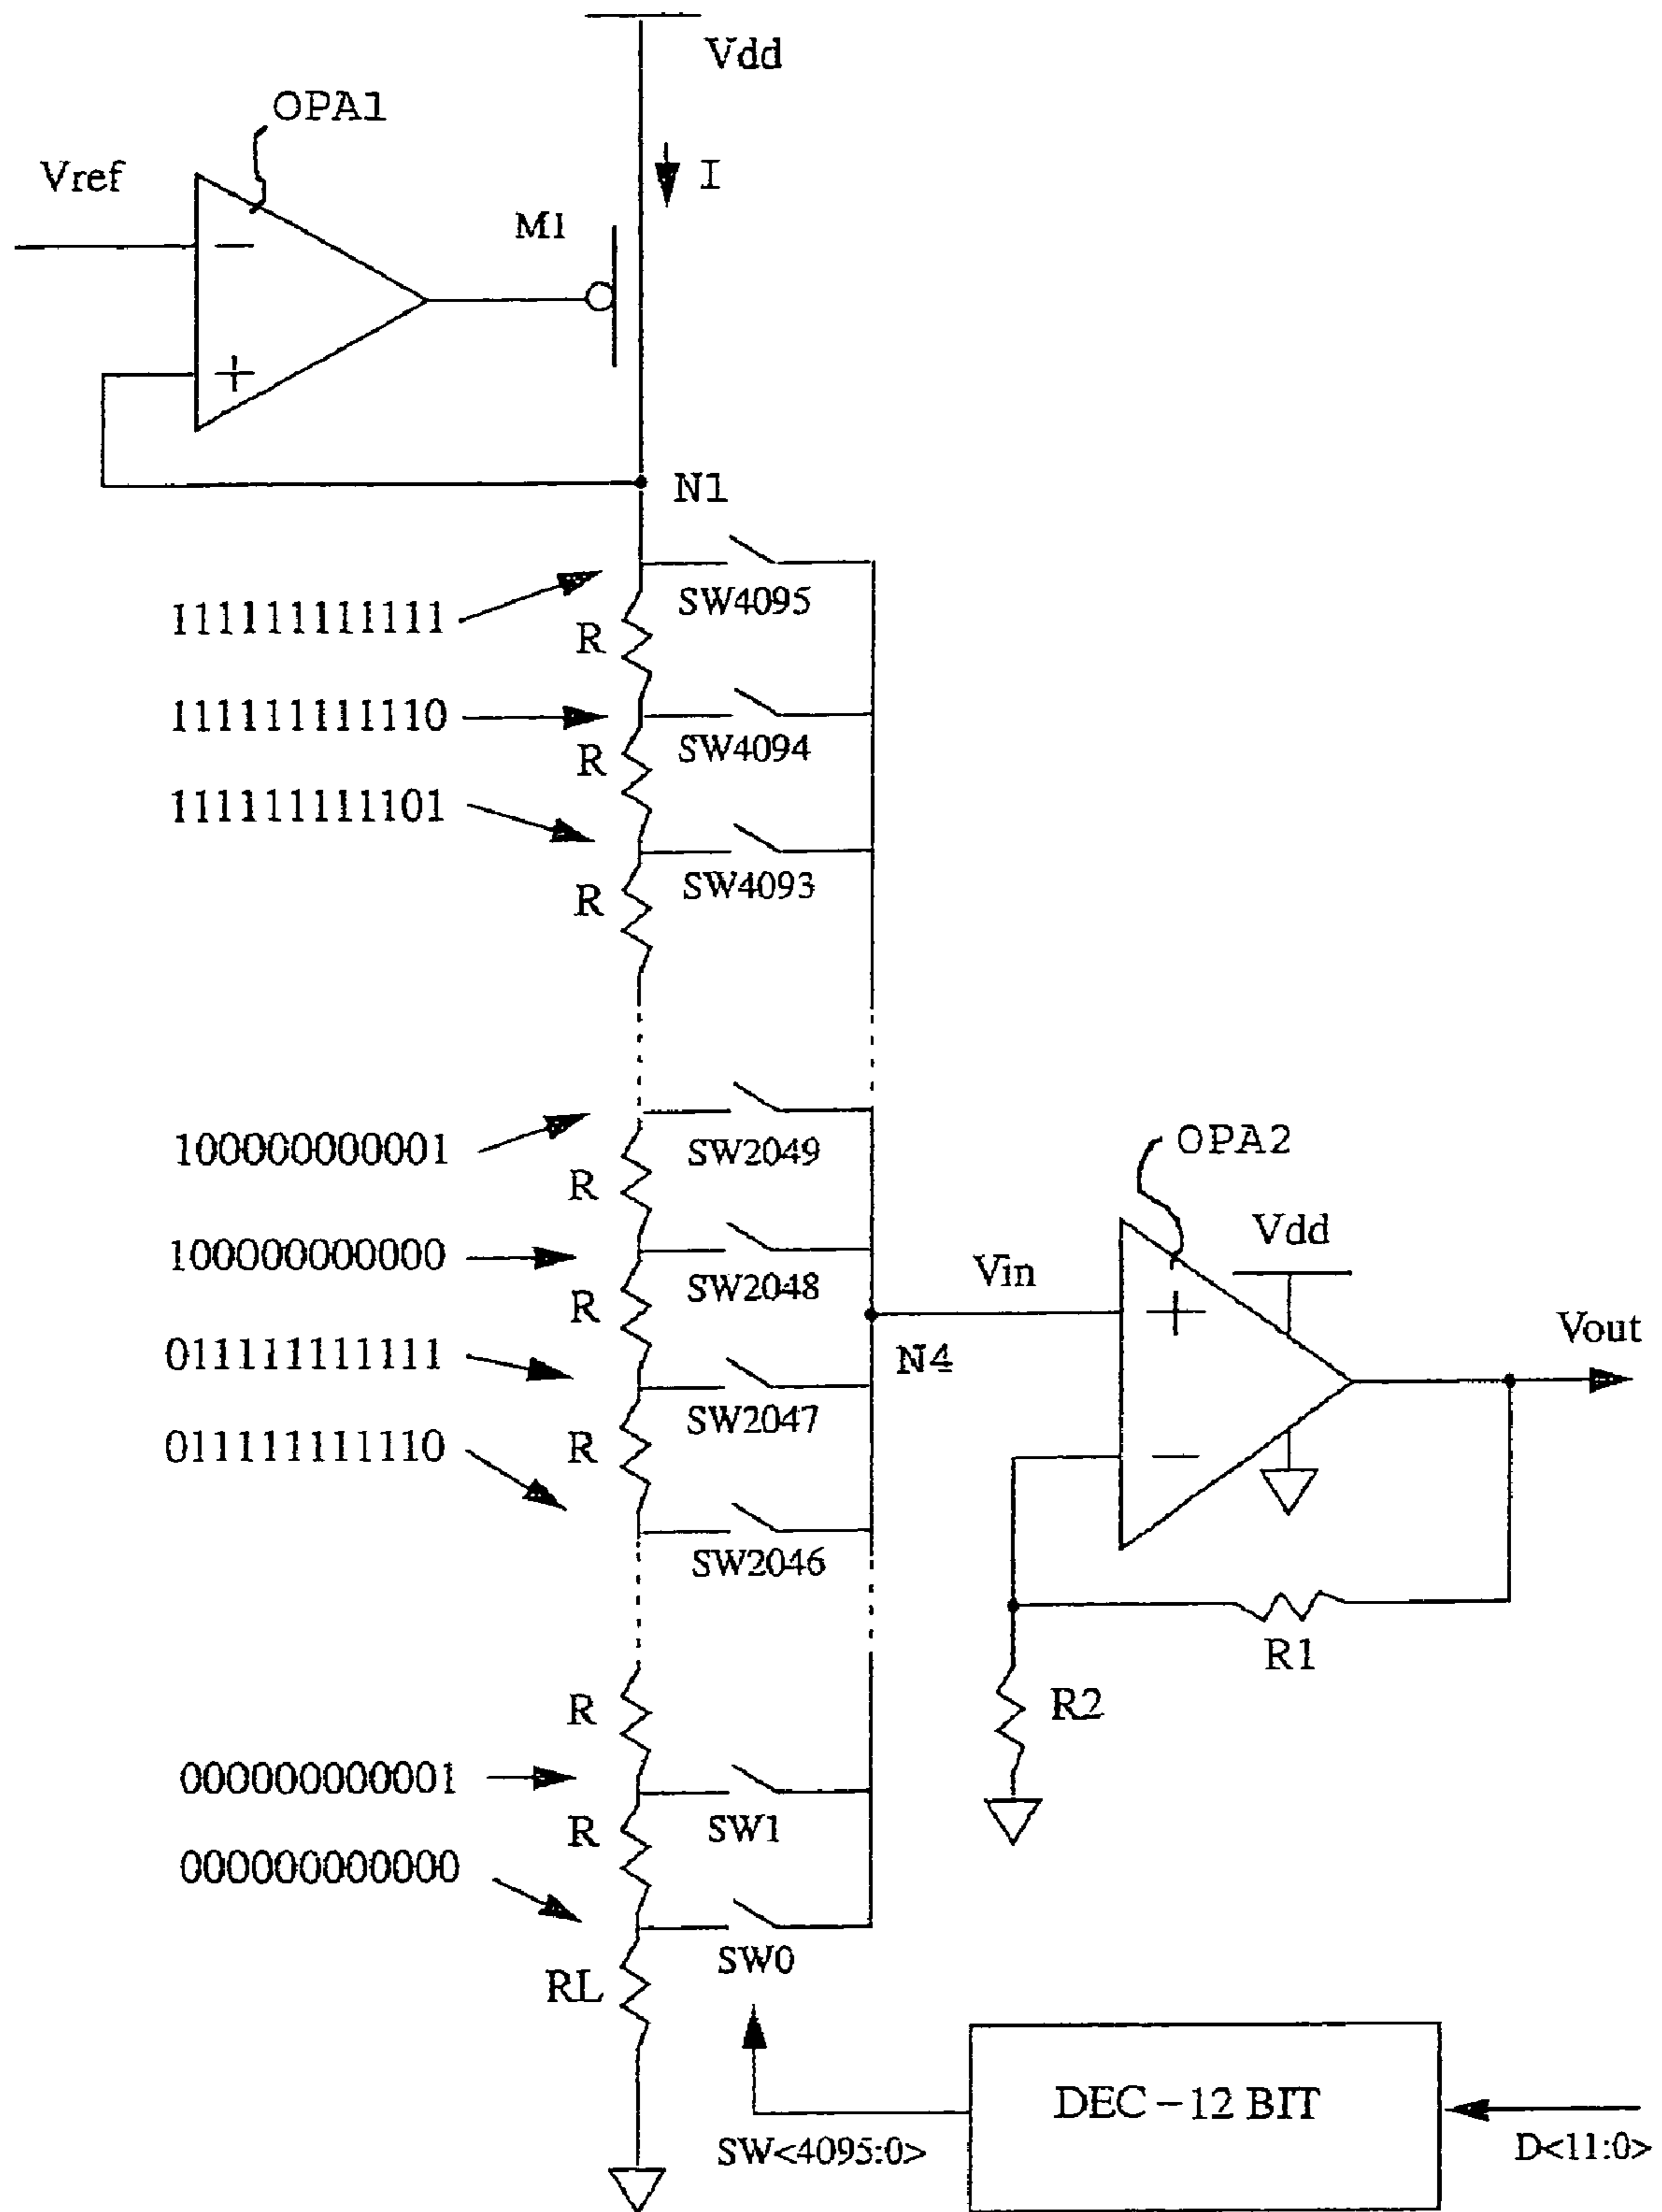 Vdd
OPA1
Vref
I
M1
−
+
N1
SW4095
111111111111
R
111111111110
SW4094
R
111111111101
SW4093
R
SW2049
100000000001
R
OPA2
100000000000
SW2048
Vdd
Vin
R
+
Vout
011111111111
N4
SW2047
011111111110
R
−
SW2046
R1
R
R2
000000000001
SW1
R
000000000000
SW0
RL
DEC – 12 BIT
SW<4095:0>
D<11:0>